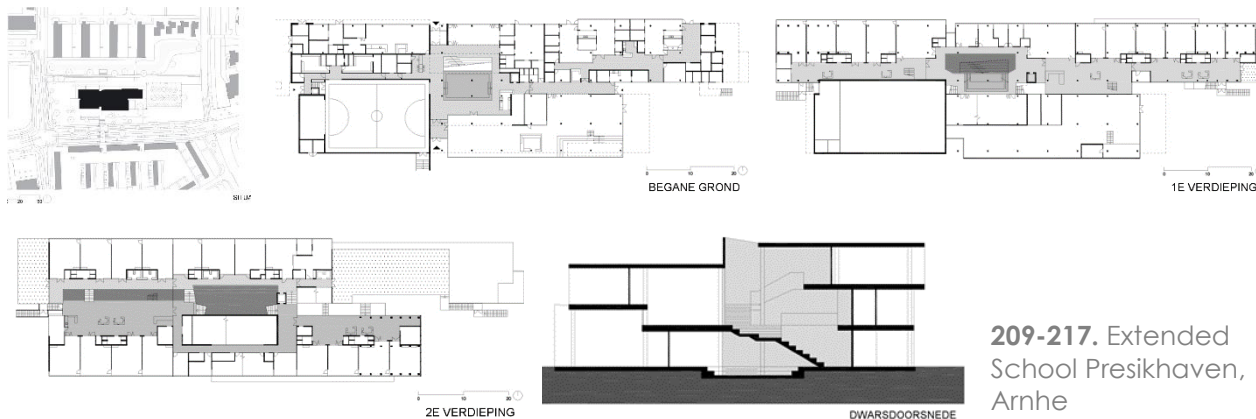 BEGANE GROND
1E VERDIEPING
2E VERDIEPING
DWARSDOORSNEDE
209-217. Extended
School Presikhaven,
Arnhe